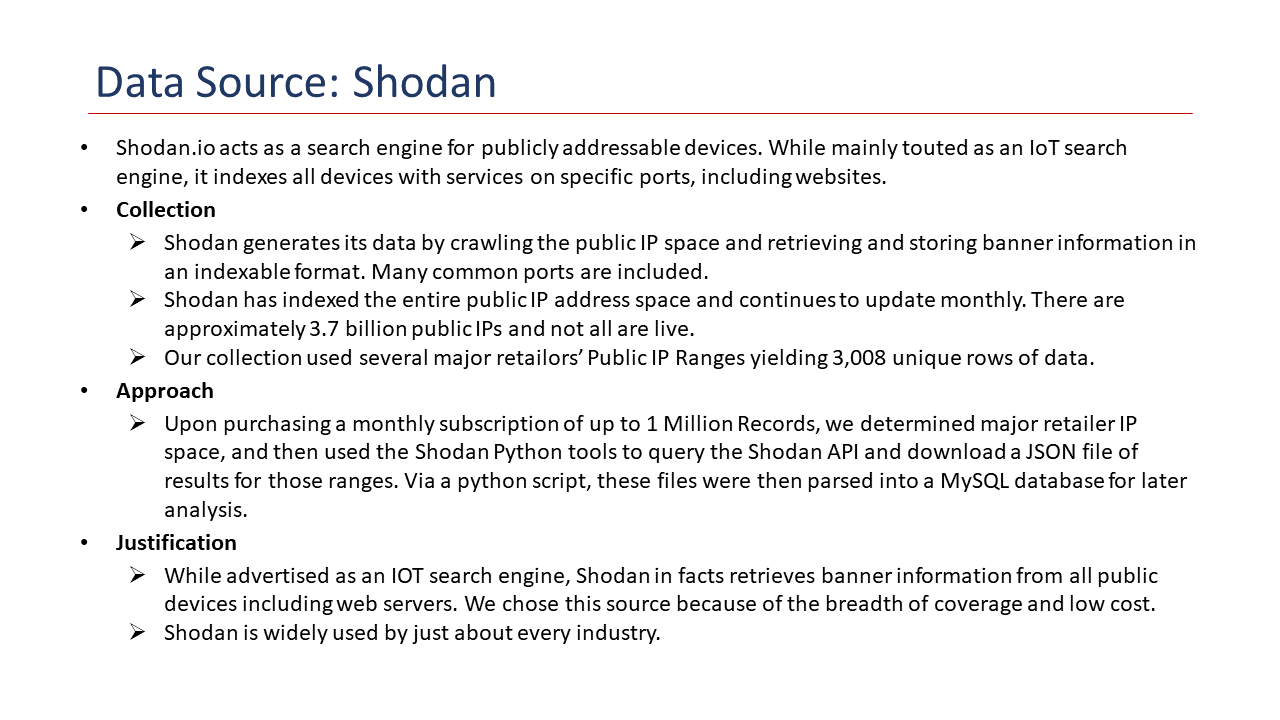 Data Source: Shodan
• Shodan.io acts as a search engine for publicly addressable devices. While mainly touted as an IoT search
engine, it indexes all devices with services on specific ports, including websites.
• Collection
➢ Shodan generates its data by crawling the public IP space and retrieving and storing banner information in
an indexable format. Many common ports are included.
➢ Shodan has indexed the entire public IP address space and continues to update monthly. There are
approximately 3.7 billion public IPs and not all are live.
➢ Our collection used several major retailors’ Public IP Ranges yielding 3,008 unique rows of data.
• Approach
➢ Upon purchasing a monthly subscription of up to 1 Million Records, we determined major retailer IP
space, and then used the Shodan Python tools to query the Shodan API and download a JSON file of
results for those ranges. Via a python script, these files were then parsed into a MySQL database for later
analysis.
• Justification
➢ While advertised as an IOT search engine, Shodan in facts retrieves banner information from all public
devices including web servers. We chose this source because of the breadth of coverage and low cost.
➢ Shodan is widely used by just about every industry.